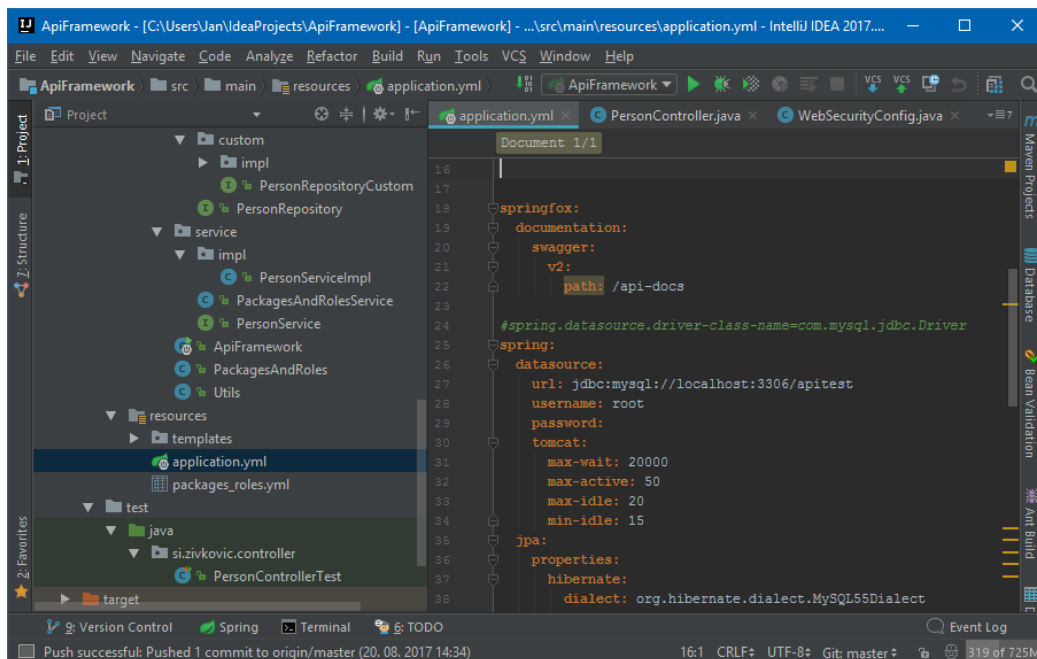 ApiFramework - [C:\Users\Jan\IdeaProjects\ApiFramework] - [ApiFramework] - ...\src\main\resources\application.yml - IntelliJ IDEA 2017....
File Edit View Navigate Code Analyze Refactor Build Run Tools VCS Window Help
ApiFramework src main resources application.yml ApiFramework VCS VCS
1: Project
Z: Structure
2: Favorites
Project
custom
impl
PersonRepositoryCustom
PersonRepository
service
impl
PersonServiceImpl
PackagesAndRolesService
PersonService
ApiFramework
PackagesAndRoles
Utils
resources
templates
application.yml
packages_roles.yml
test
java
si.zivkovic.controller
PersonControllerTest
target
application.yml PersonController.java WebSecurityConfig.java 7
Document 1/1
16
17
18 springfox:
19 documentation:
20 swagger:
21 v2:
22 path: /api-docs
23
24 #spring.datasource.driver-class-name=com.mysql.jdbc.Driver
25 spring:
26 datasource:
27 url: jdbc:mysql://localhost:3306/apitest
28 username: root
29 password:
30 tomcat:
31 max-wait: 20000
32 max-active: 50
33 max-idle: 20
34 min-idle: 15
35 jpa:
36 properties:
37 hibernate:
38 dialect: org.hibernate.dialect.MySQL55Dialect
Maven Projects
Database
Bean Validation
Ant Build
9: Version Control Spring Terminal 6: TODO Event Log
Push successful: Pushed 1 commit to origin/master (20. 08. 2017 14:34) 16:1 CRLF UTF-8 Git: master 319 of 725M